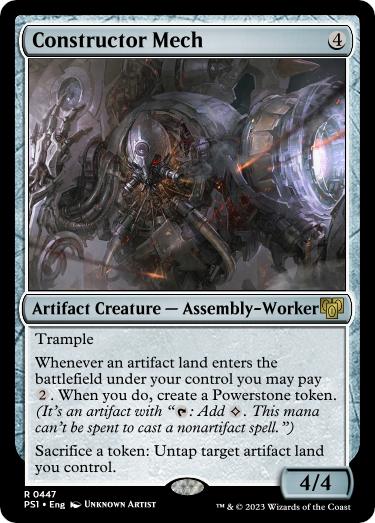 Constructor Mech 4
Artifact Creature — Assembly-Worker
Trample
Whenever an artifact land enters the
battlefield under your control you may pay
2. When you do, create a Powerstone token.
(It's an artifact with "T: Add C. This mana
can't be spent to cast a nonartifact spell.")
Sacrifice a token: Untap target artifact land
you control.
4/4
R 0447
PS1 • Eng Unknown Artist
™ & © 2023 Wizards of the Coast